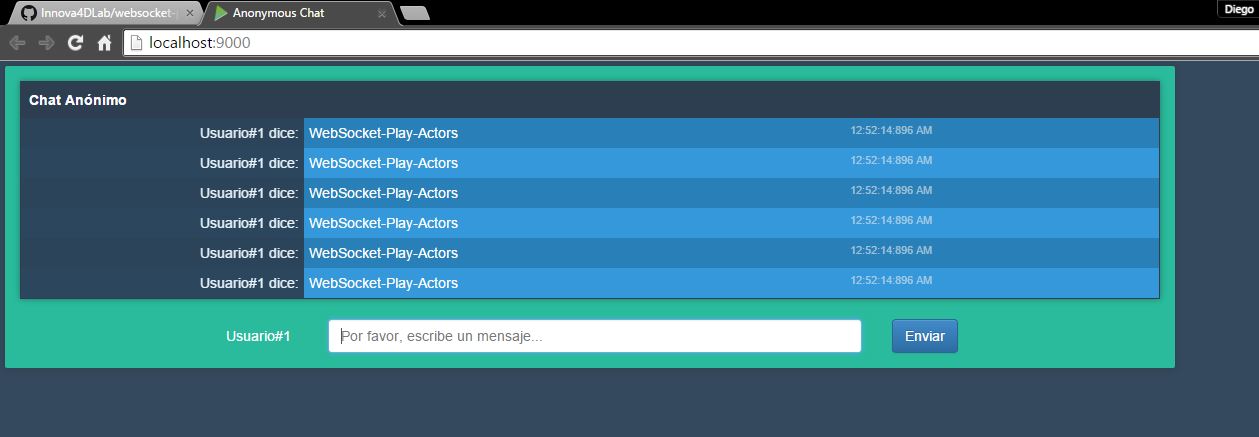 Innova4DLab/websocket-p
Anonymous Chat
Diego
localhost:9000
Chat Anónimo
Usuario#1 dice: WebSocket-Play-Actors 12:52:14:896 AM
Usuario#1 dice: WebSocket-Play-Actors 12:52:14:896 AM
Usuario#1 dice: WebSocket-Play-Actors 12:52:14:896 AM
Usuario#1 dice: WebSocket-Play-Actors 12:52:14:896 AM
Usuario#1 dice: WebSocket-Play-Actors 12:52:14:896 AM
Usuario#1 dice: WebSocket-Play-Actors 12:52:14:896 AM
Usuario#1 Por favor, escribe un mensaje... Enviar